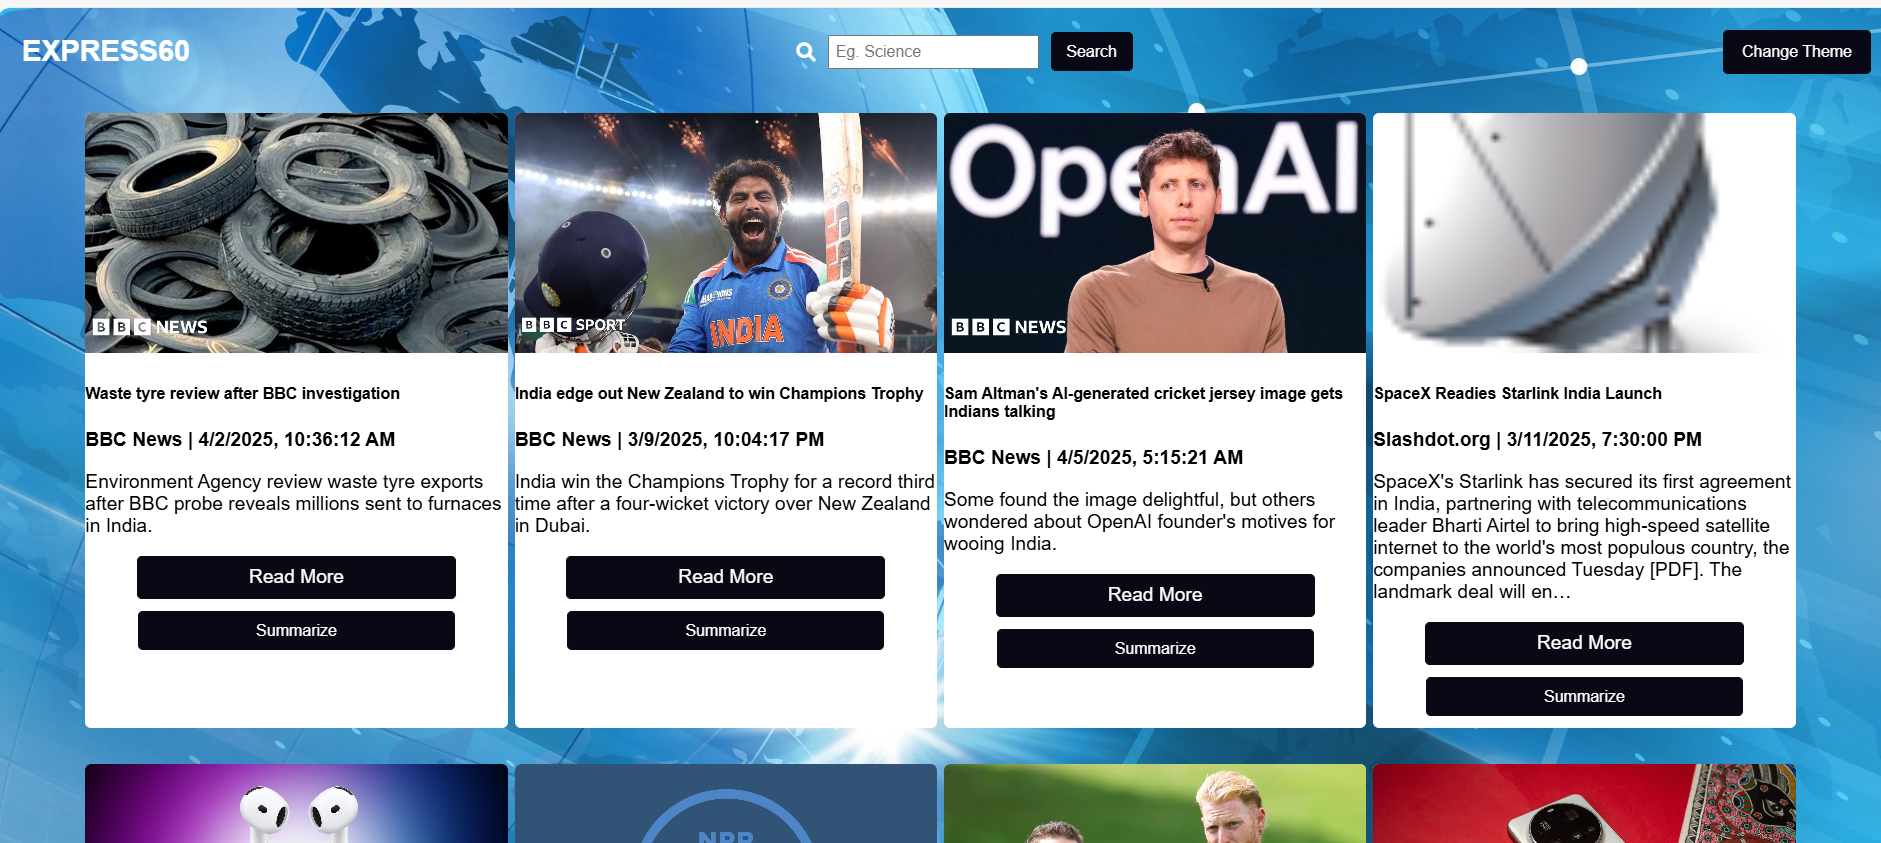 EXPRESS60
Eg. Science
Search
Change Theme
BBC NEWS
BBC SPORT
CHAMPIONS
INDIA
OpenAI
BBC NEWS
Waste tyre review after BBC investigation
BBC News | 4/2/2025, 10:36:12 AM
Environment Agency review waste tyre exports
after BBC probe reveals millions sent to furnaces
in India.
Read More
Summarize
India edge out New Zealand to win Champions Trophy
BBC News | 3/9/2025, 10:04:17 PM
India win the Champions Trophy for a record third
time after a four-wicket victory over New Zealand
in Dubai.
Read More
Summarize
Sam Altman's AI-generated cricket jersey image gets
Indians talking
BBC News | 4/5/2025, 5:15:21 AM
Some found the image delightful, but others
wondered about OpenAI founder's motives for
wooing India.
Read More
Summarize
SpaceX Readies Starlink India Launch
Slashdot.org | 3/11/2025, 7:30:00 PM
SpaceX's Starlink has secured its first agreement
in India, partnering with telecommunications
leader Bharti Airtel to bring high-speed satellite
internet to the world's most populous country, the
companies announced Tuesday [PDF]. The
landmark deal will en…
Read More
Summarize